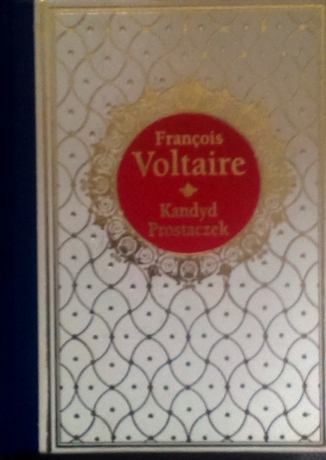 François
Voltaire
Kandyd
Prostaczek